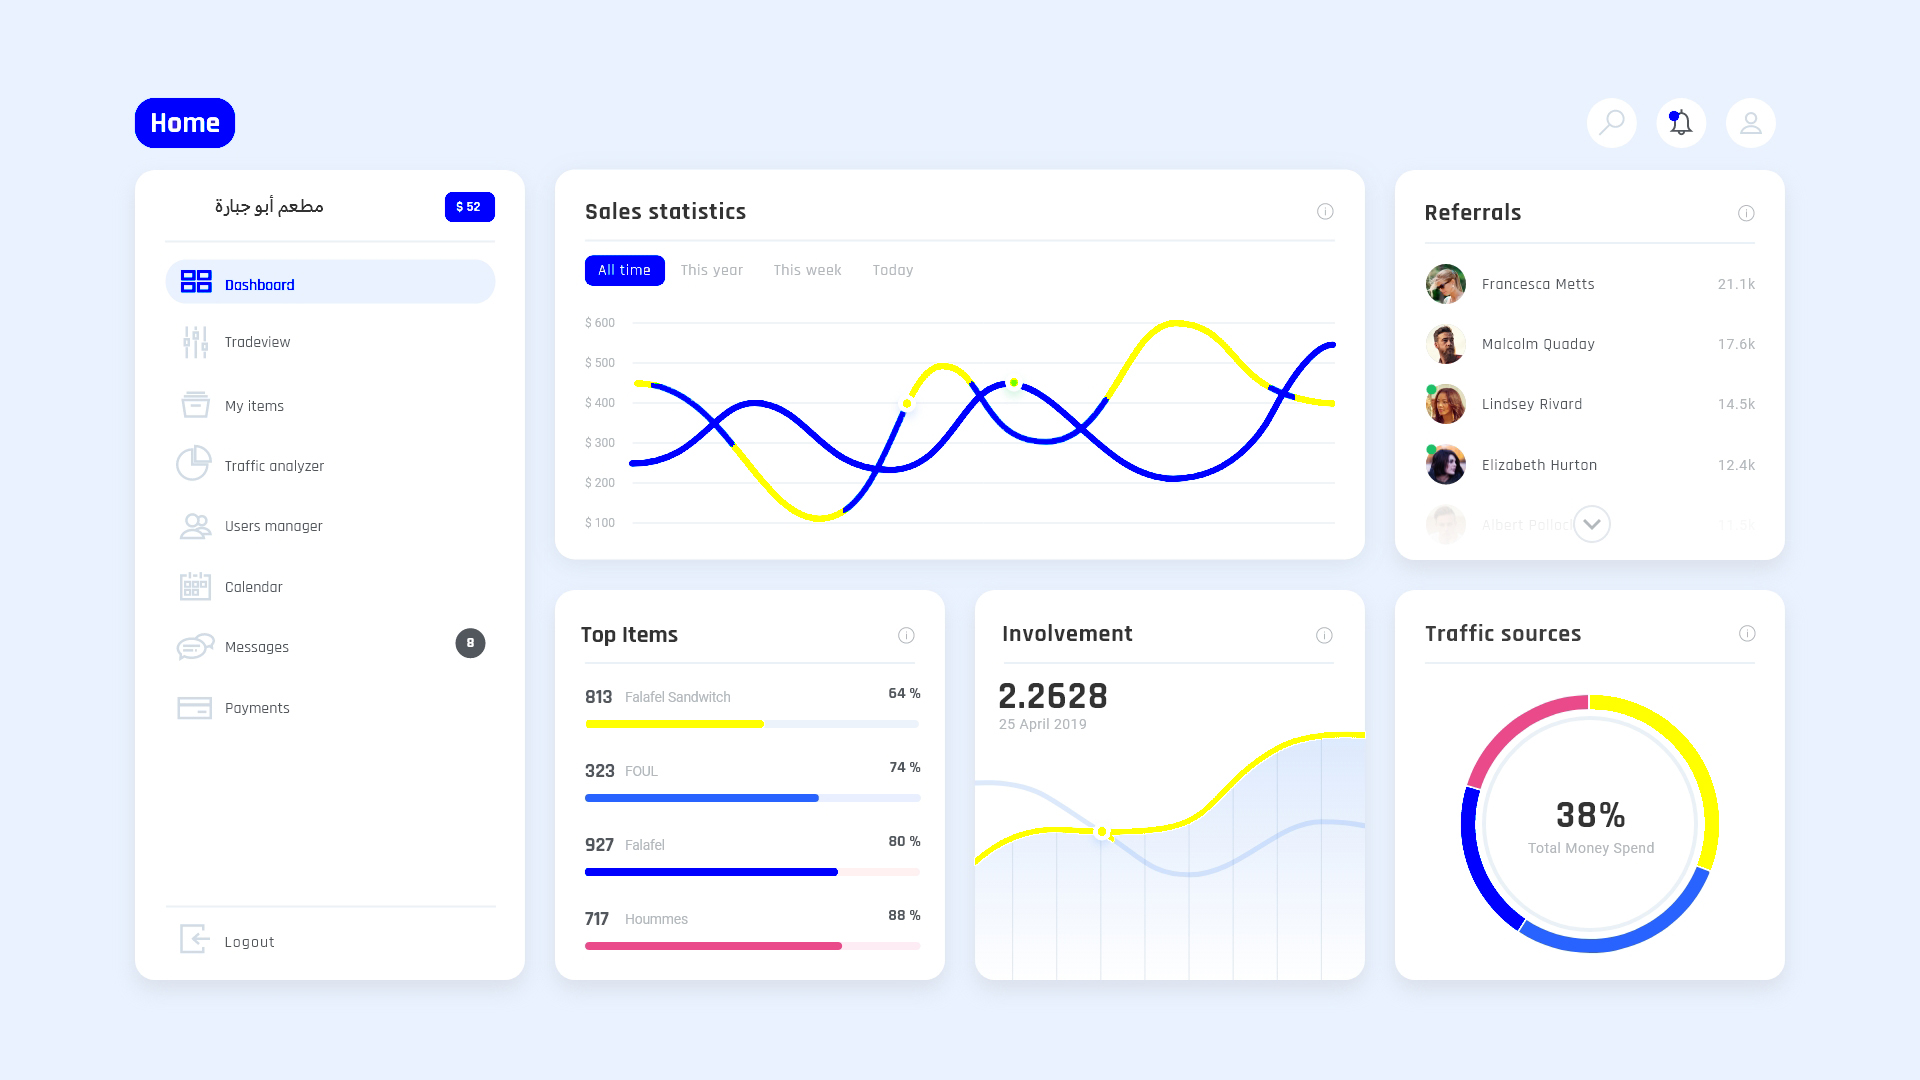 Home
مطعم أبو جبارة
$ 52
Dashboard
Tradeview
My items
Traffic analyzer
Users manager
Calendar
Messages
8
Payments
Logout
Sales statistics
All time
This year
This week
Today
$ 600
$ 500
$ 400
$ 300
$ 200
$ 100
Referrals
Francesca Metts 21.1k
Malcolm Quaday 17.6k
Lindsey Rivard 14.5k
Elizabeth Hurton 12.4k
Albert 11.5k
Top Items
813 Falafel Sandwitch 64 %
323 FOUL 74 %
927 Falafel 80 %
717 Hoummes 88 %
Involvement
2.2628
25 April 2019
Traffic sources
38%
Total Money Spend